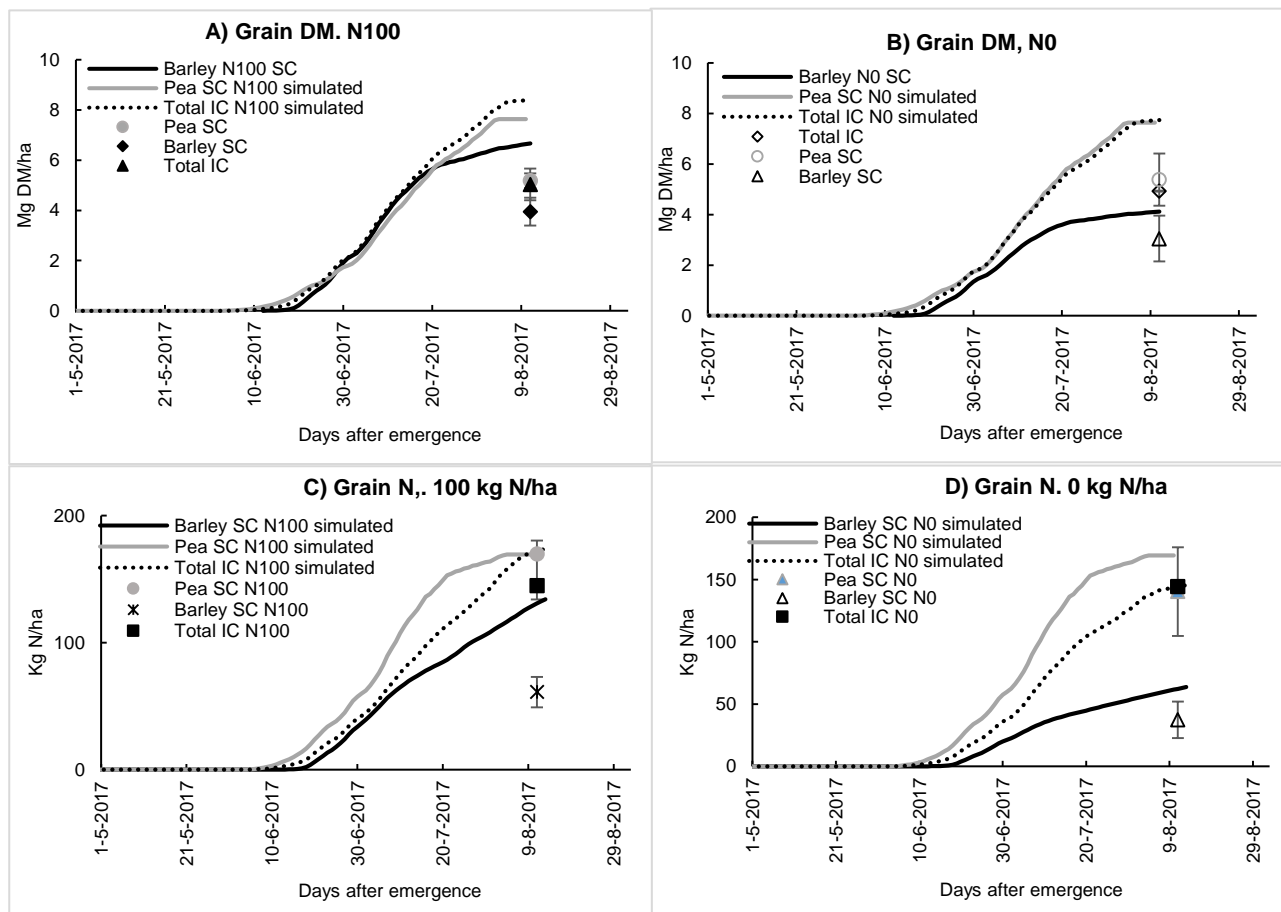 A) Grain DM. N100
10
8
6
4
2
0
Mg DM/ha
Barley N100 SC
Pea SC N100 simulated
Total IC N100 simulated
Pea SC
Barley SC
Total IC
1-5-2017
21-5-2017
10-6-2017
30-6-2017
20-7-2017
9-8-2017
29-8-2017
Days after emergence
B) Grain DM, N0
10
8
6
4
2
0
Mg DM/ha
Barley N0 SC
Pea SC N0 simulated
Total IC N0 simulated
Total IC
Pea SC
Barley SC
1-5-2017
21-5-2017
10-6-2017
30-6-2017
20-7-2017
9-8-2017
29-8-2017
Days after emergence
C) Grain N,. 100 kg N/ha
200
100
0
Kg N/ha
Barley SC N100 simulated
Pea SC N100 simulated
Total IC N100 simulated
Pea SC N100
Barley SC N100
Total IC N100
1-5-2017
21-5-2017
10-6-2017
30-6-2017
20-7-2017
9-8-2017
29-8-2017
Days after emergence
D) Grain N. 0 kg N/ha
200
150
100
50
0
Kg N/ha
Barley SC N0 simulated
Pea SC N0 simulated
Total IC N0 simulated
Pea SC N0
Barley SC N0
Total IC N0
1-5-2017
21-5-2017
10-6-2017
30-6-2017
20-7-2017
9-8-2017
29-8-2017
Days after emergence